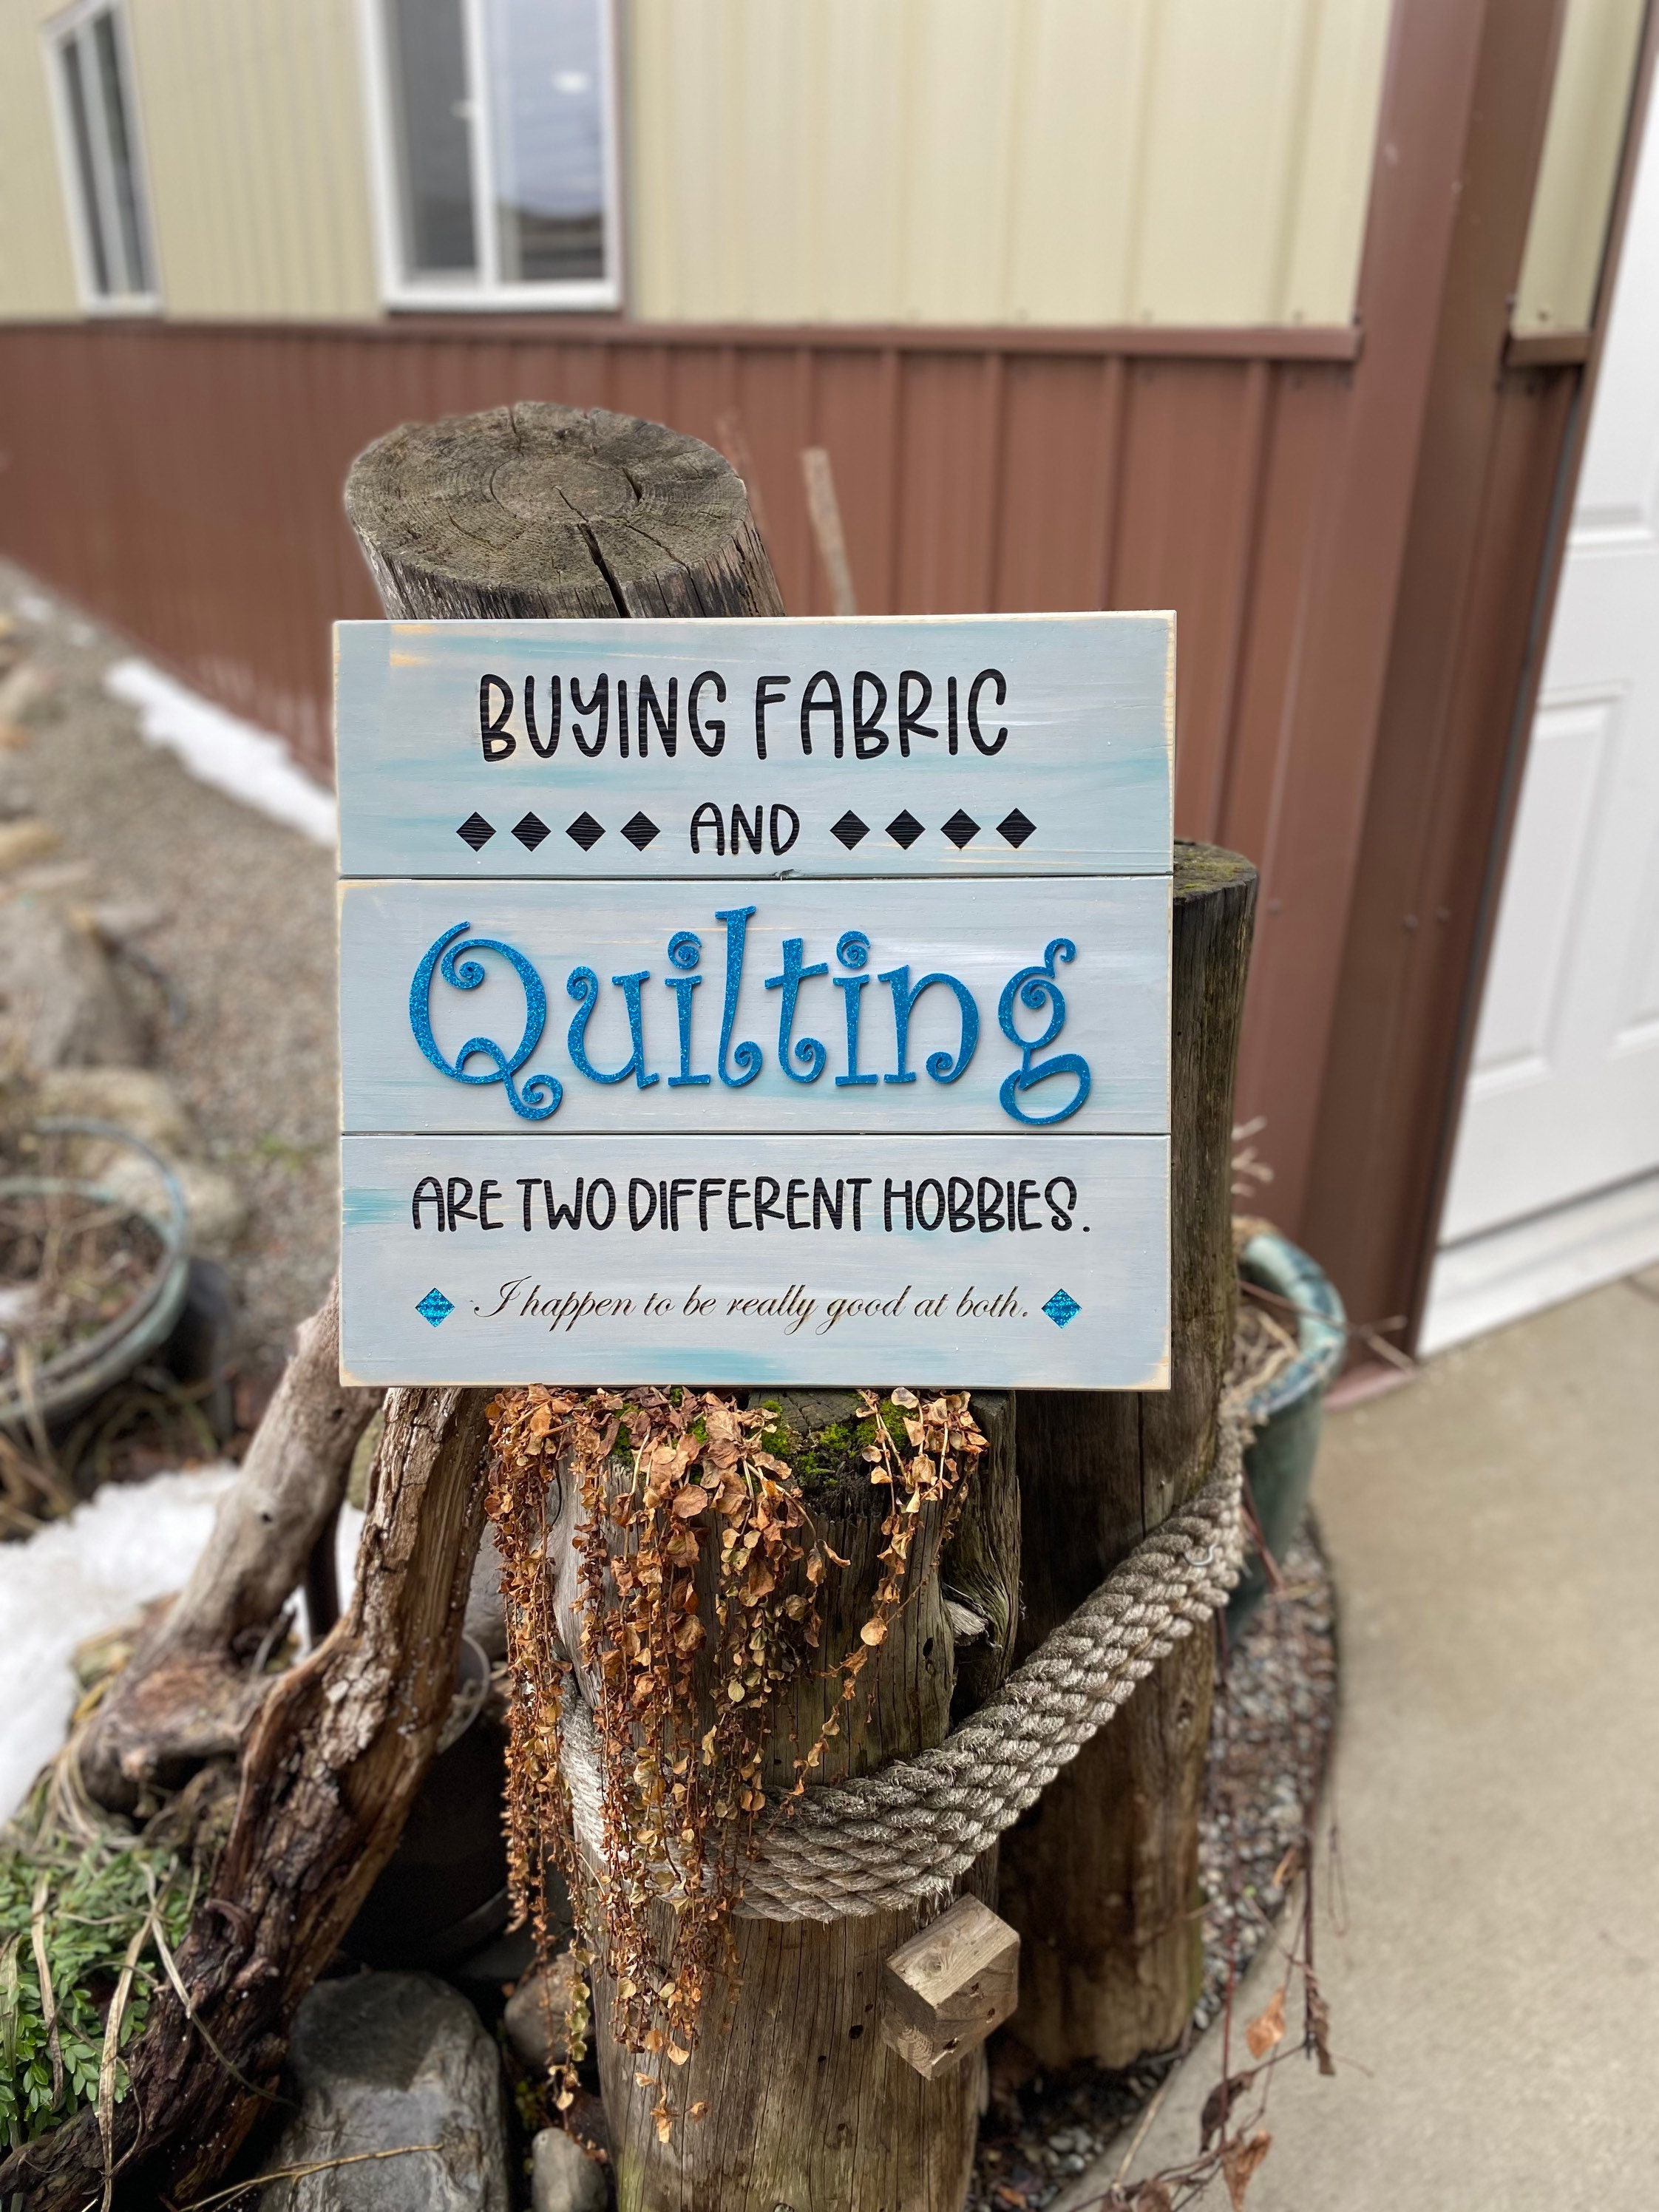 BUYING FABRIC
AND
Quilting
ARE TWO DIFFERENT HOBBIES.
I happen to be really good at both.